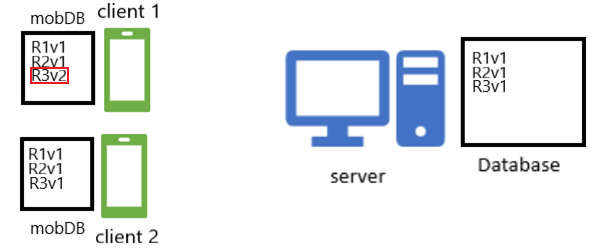 mobDB
client 1
R1v1
R2v1
R3v2
R1v1
R2v1
R3v1
mobDB
client 2
server
R1v1
R2v1
R3v1
Database